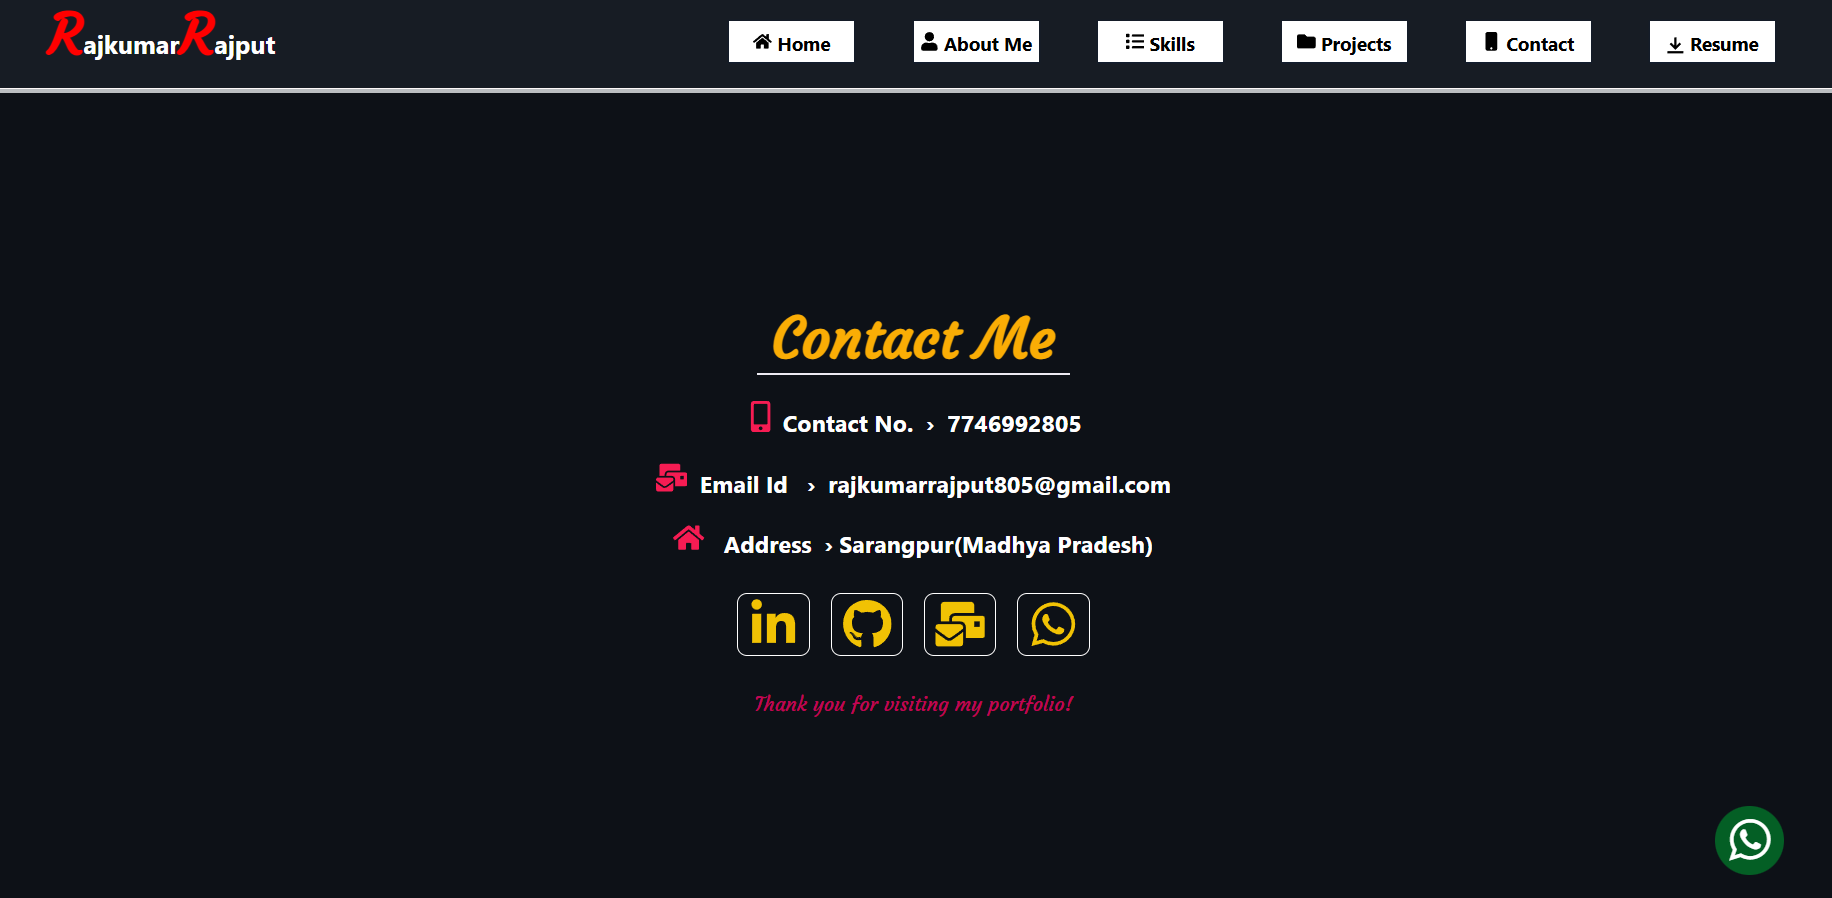 RajkumarRajput
Home About Me Skills Projects Contact Resume
Contact Me
Contact No. › 7746992805
Email Id › rajkumarrajput805@gmail.com
Address › Sarangpur(Madhya Pradesh)
in
Thank you for visiting my portfolio!